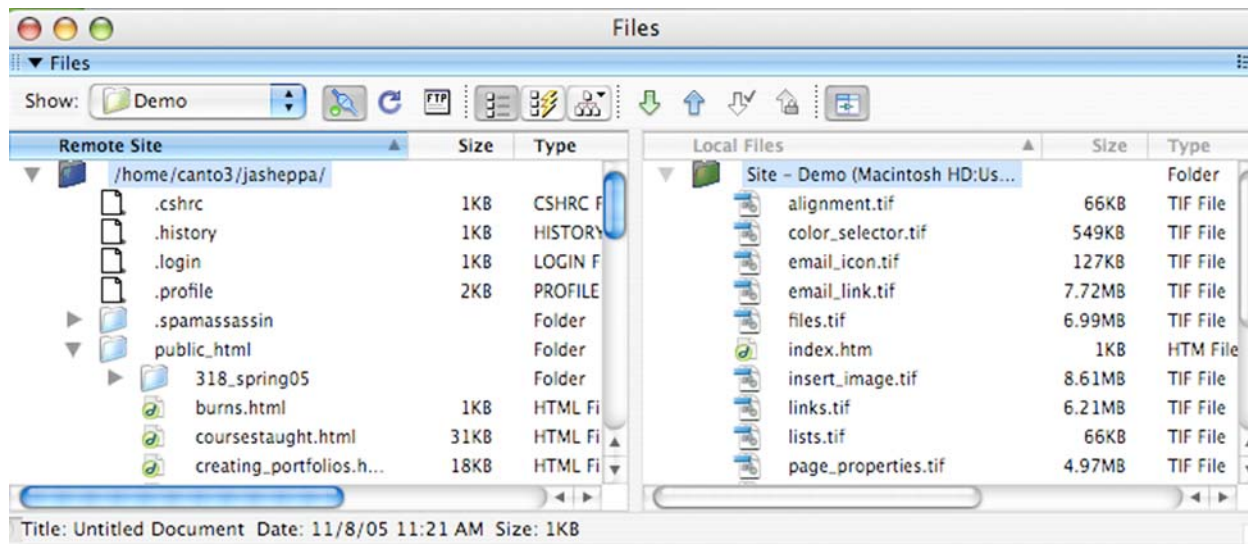 Files
Files
Show: Demo FTP
Remote Site Size Type Local Files Size Type
/home/canto3/jasheppa/ Site - Demo (Macintosh HD:Us... Folder
.cshrc 1KB CSHRC F alignment.tif 66KB TIF File
.history 1KB HISTORY color_selector.tif 549KB TIF File
.login 1KB LOGIN F email_icon.tif 127KB TIF File
.profile 2KB PROFILE email_link.tif 7.72MB TIF File
.spamassassin Folder files.tif 6.99MB TIF File
public_html Folder index.htm 1KB HTM File
318_spring05 Folder insert_image.tif 8.61MB TIF File
burns.html 1KB HTML Fi links.tif 6.21MB TIF File
coursestaught.html 31KB HTML Fi lists.tif 66KB TIF File
creating_portfolios.h... 18KB HTML Fi page_properties.tif 4.97MB TIF File
Title: Untitled Document Date: 11/8/05 11:21 AM Size: 1KB